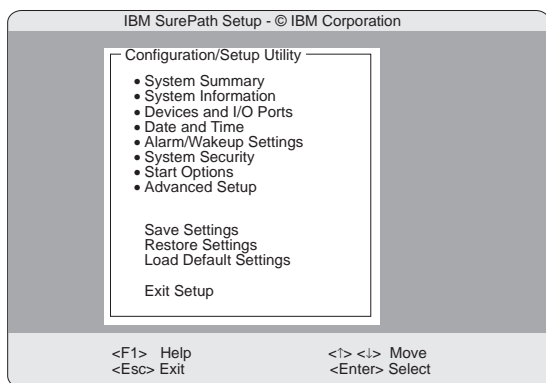 IBM SurePath Setup - © IBM Corporation
Configuration/Setup Utility
• System Summary
• System Information
• Devices and I/O Ports
• Date and Time
• Alarm/Wakeup Settings
• System Security
• Start Options
• Advanced Setup
Save Settings
Restore Settings
Load Default Settings
Exit Setup
<F1> Help <↑> <↓> Move
<Esc> Exit <Enter> Select